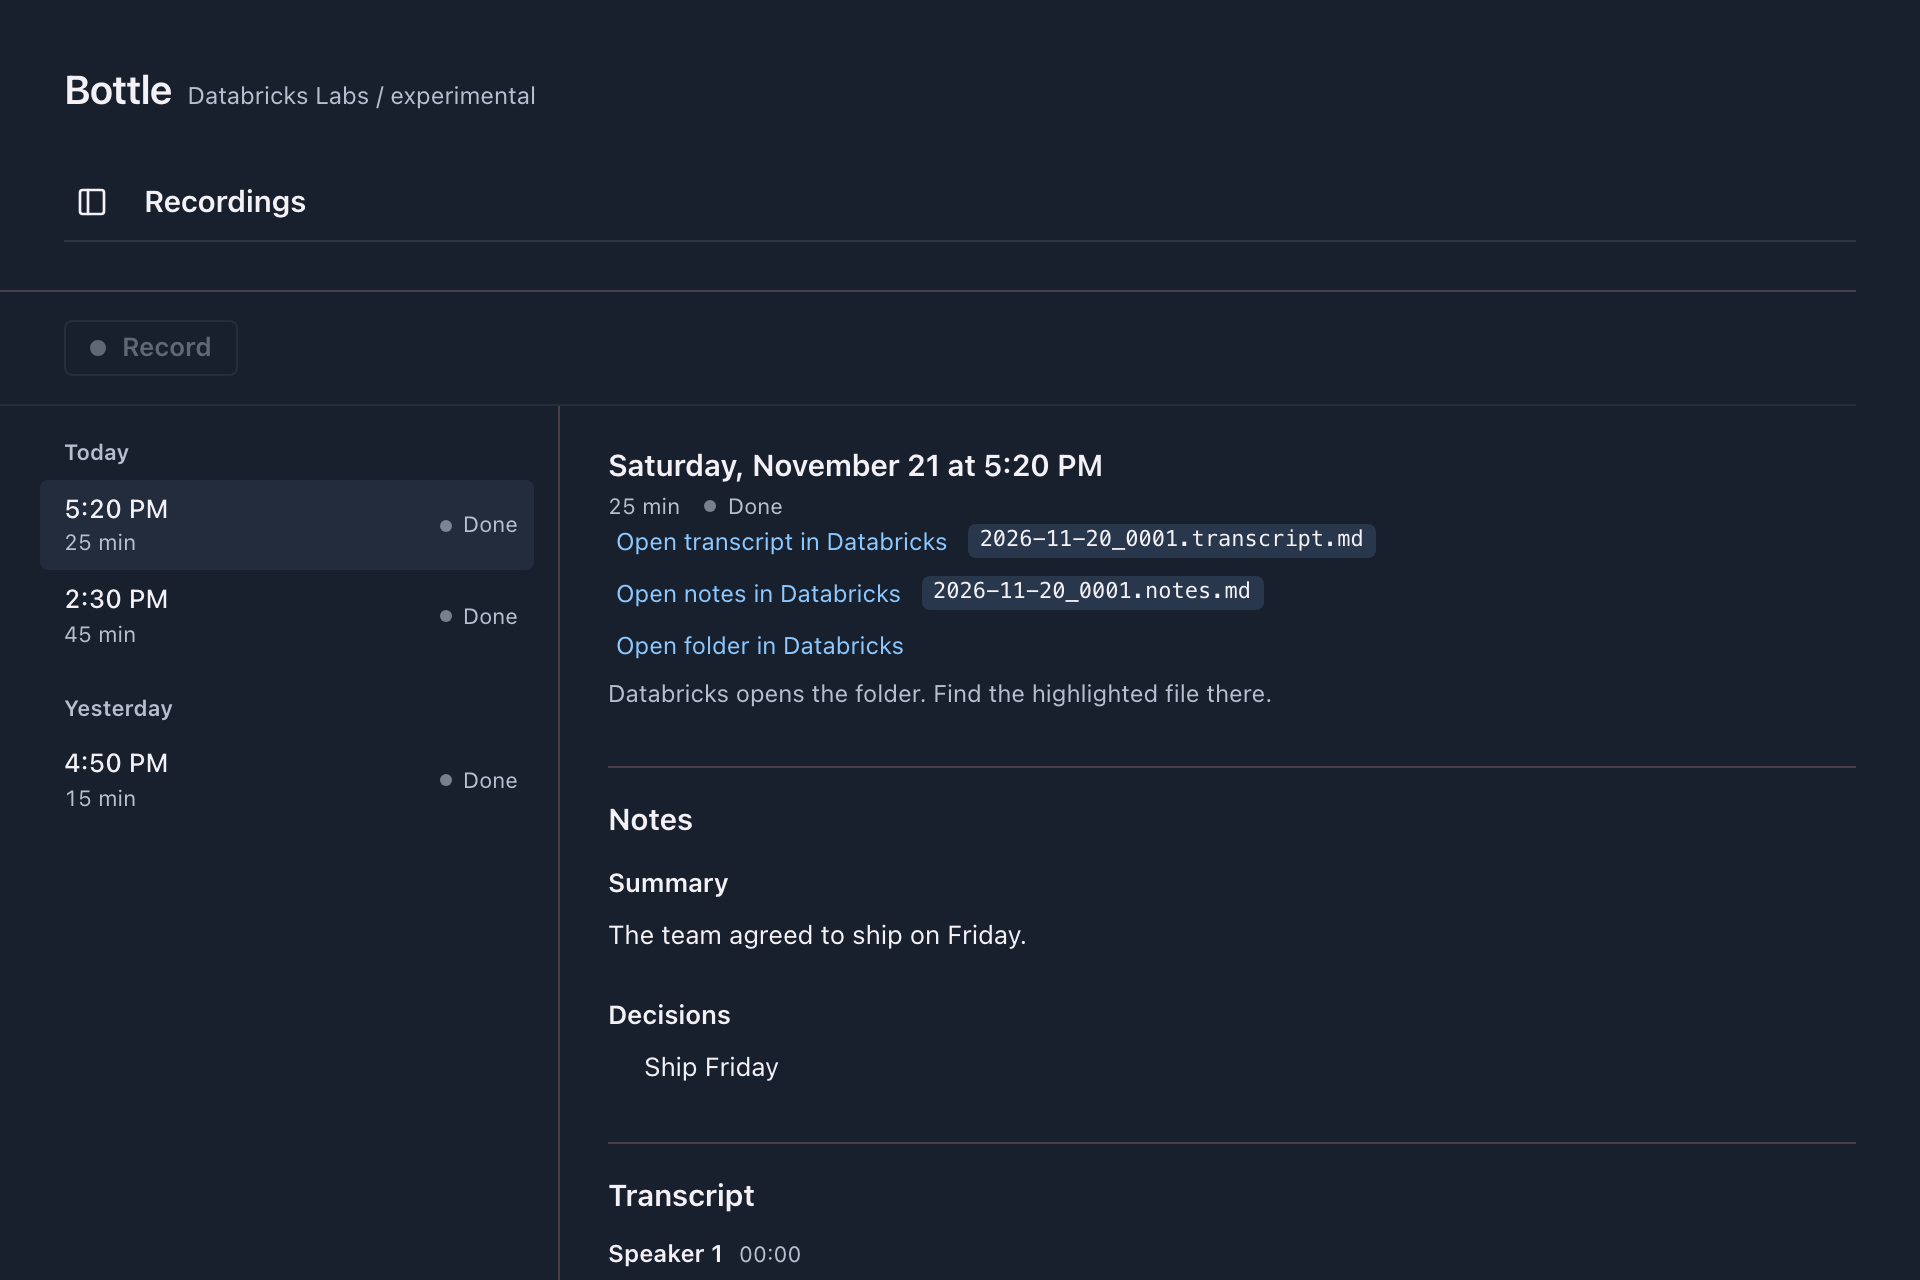 Bottle Databricks Labs / experimental
Recordings
Record
Today
5:20 PM
25 min
Done
2:30 PM
45 min
Done
Yesterday
4:50 PM
15 min
Done
Saturday, November 21 at 5:20 PM
25 min Done
Open transcript in Databricks 2026-11-20_0001.transcript.md
Open notes in Databricks 2026-11-20_0001.notes.md
Open folder in Databricks
Databricks opens the folder. Find the highlighted file there.
Notes
Summary
The team agreed to ship on Friday.
Decisions
Ship Friday
Transcript
Speaker 1 00:00